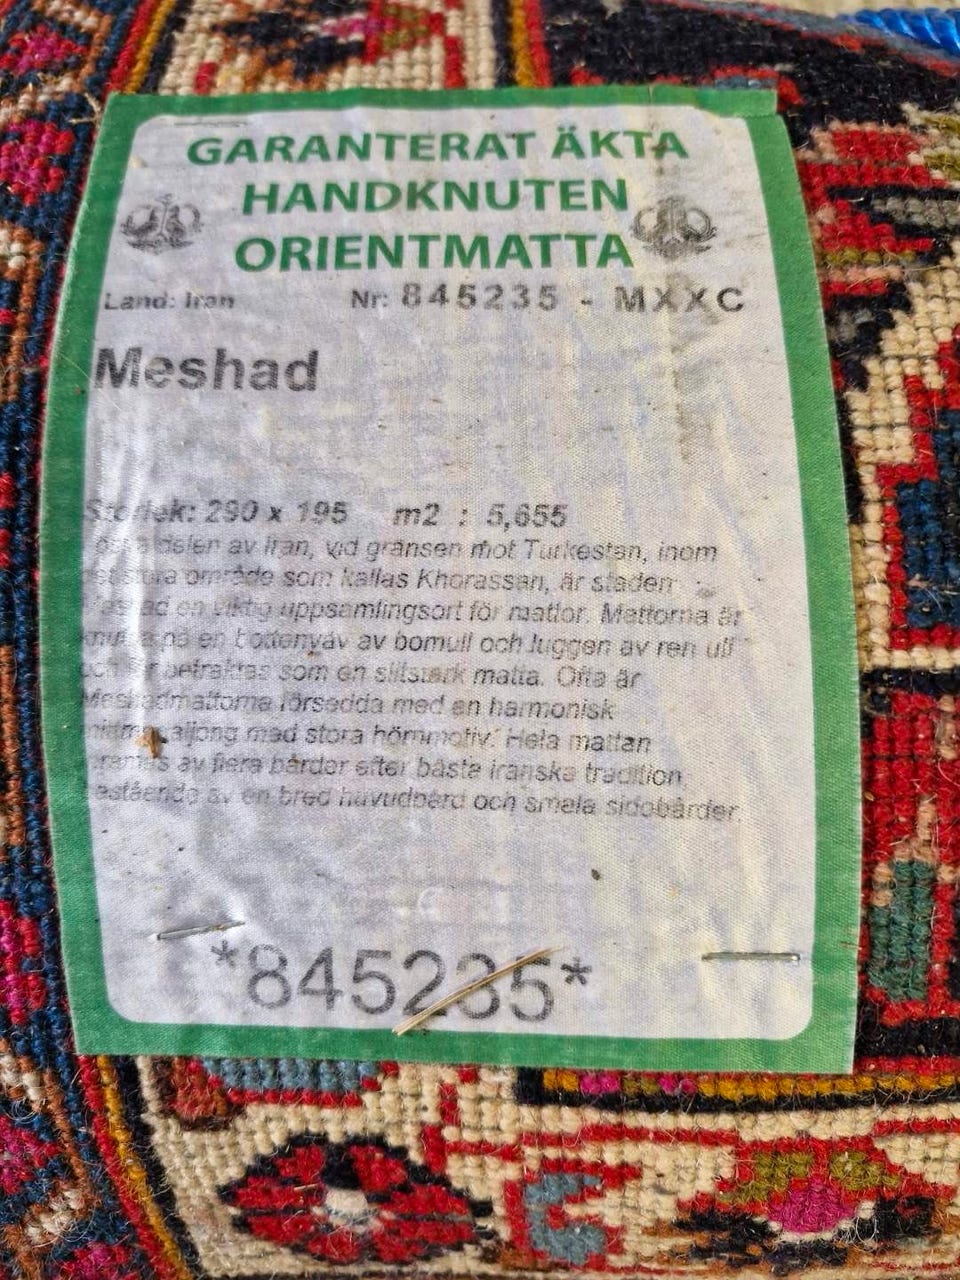 GARANTERAT ÄKTA
HANDKNUTEN
ORIENTMATTA
Land: Iran Nr: 845235 - MXXC
Meshad
Storlek: 290 x 195 m2 : 5,655
av Iran, vid gränsen mot Turkestan, inom
stora område som kallas Khorassan, är staden
en viktig uppsamlingsort för mattor. Mattorna är
på en bottenväv av bomull och luggen av ren ull
och får betraktas som en slitstark matta. Ofta är
Meshadmattorna försedda med en harmonisk
med stora hörnmotiv. Hela mattan
av flera bårder efter bästa iranska tradition
bestående av en bred huvudbård och smala sidobårder.
*845235*